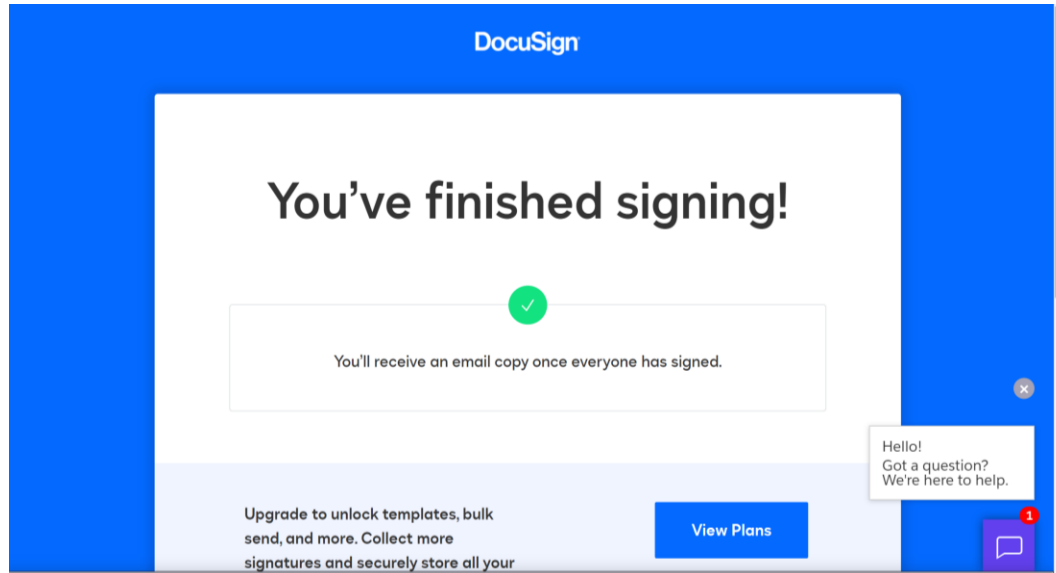 DocuSign
You’ve finished signing!
You’ll receive an email copy once everyone has signed.
Hello!
Got a question?
We're here to help.
1
Upgrade to unlock templates, bulk
send, and more. Collect more
signatures and securely store all your
View Plans